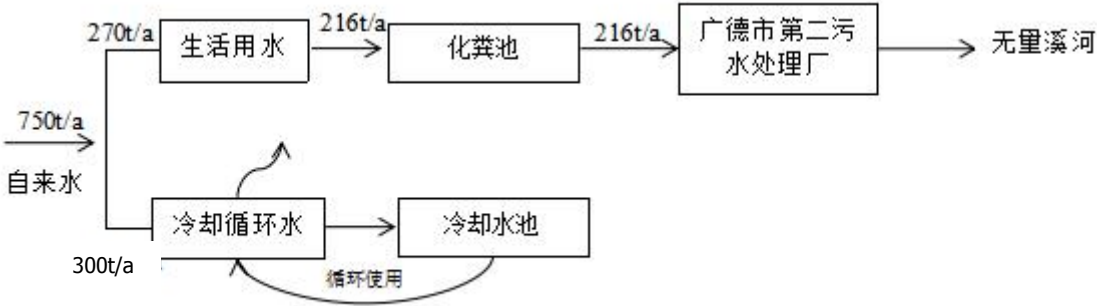 270t/a
生活用水
216t/a
化粪池
216t/a
广德市第二污
水处理厂
无量溪河
750t/a
自来水
冷却循环水
冷却水池
300t/a
循环使用